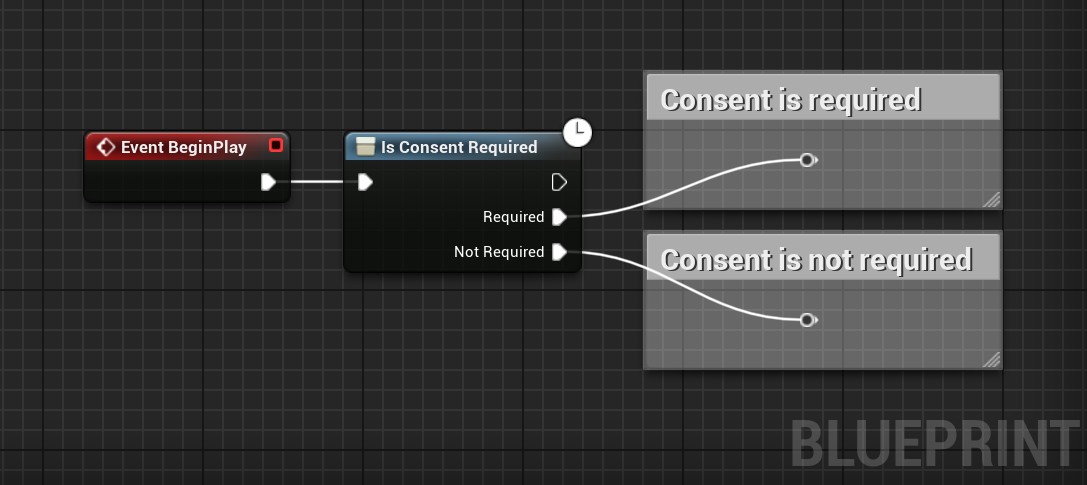 Event BeginPlay
Is Consent Required
Required
Not Required
Consent is required
Consent is not required
BLUEPRINT